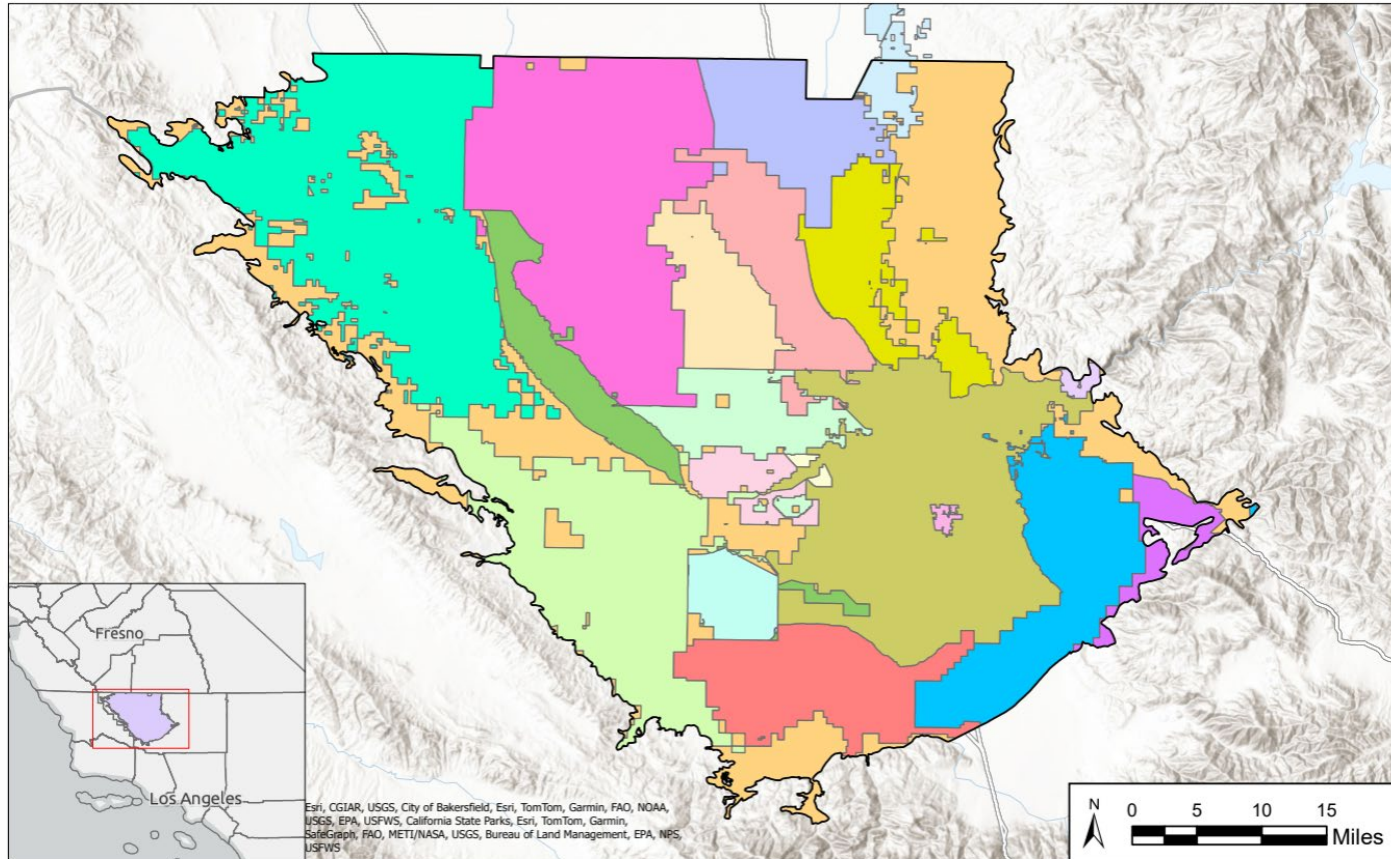 Fresno
Los Angeles
Esri, CGIAR, USGS, City of Bakersfield, Esri, TomTom, Garmin, FAO, NOAA,
USGS, EPA, USFWS, California State Parks, Esri, TomTom, Garmin,
SafeGraph, FAO, METI/NASA, USGS, Bureau of Land Management, EPA, NPS,
USFWS
N
0 5 10 15
Miles